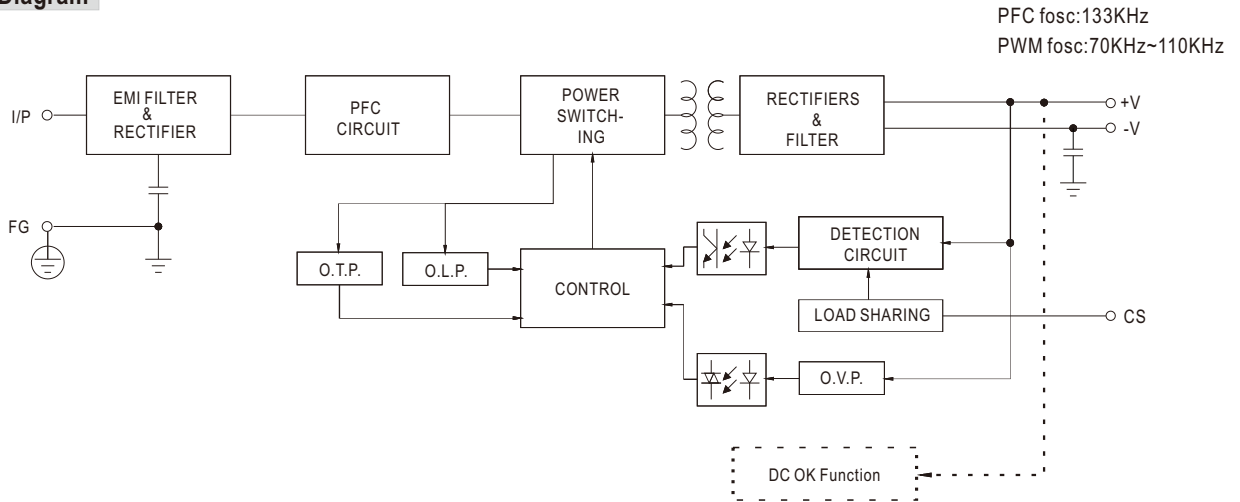 Diagram
PFC fosc:133KHz
PWM fosc:70KHz~110KHz
I/P
EMI FILTER
&
RECTIFIER
PFC
CIRCUIT
POWER
SWITCH-
ING
RECTIFIERS
&
FILTER
+V
-V
FG
O.T.P.
O.L.P.
CONTROL
DETECTION
CIRCUIT
LOAD SHARING
CS
O.V.P.
DC OK Function